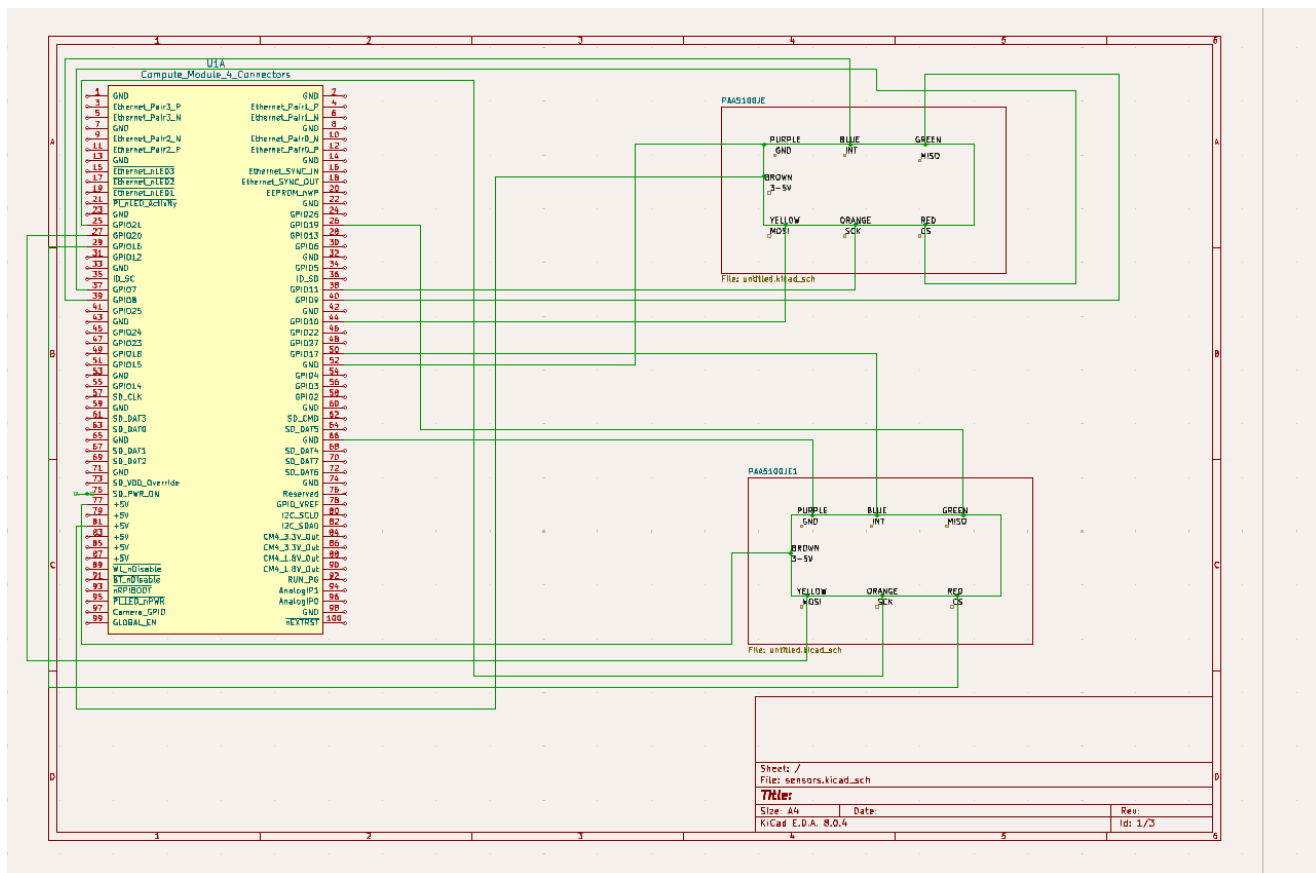 1 2 3 4 5 6
U1A
Compute_Module_4_Connectors
1 GND GND 2
3 Ethernet_Pair3_P Ethernet_Pair1_P 4
5 Ethernet_Pair3_N Ethernet_Pair1_N 6
7 GND GND 8
9 Ethernet_Pair2_N Ethernet_Pair0_N 10
11 Ethernet_Pair2_P Ethernet_Pair0_P 12
13 GND GND 14
15 Ethernet_nLED3 Ethernet_SYNC_IN 16
17 Ethernet_nLED2 Ethernet_SYNC_OUT 18
19 Ethernet_nLED1 EEPROM_nWP 20
21 PI_nLED_Activity GND 22
23 GND GPIO26 24
25 GPIO21 GPIO19 26
27 GPIO20 GPIO13 28
29 GPIO16 GPIO6 30
31 GPIO12 GND 32
33 GND GPIO5 34
35 ID_SC ID_SD 36
37 GPIO7 GPIO11 38
39 GPIO8 GPIO9 40
41 GPIO25 GND 42
43 GND GPIO10 44
45 GPIO24 GPIO22 46
47 GPIO23 GPIO27 48
49 GPIO18 GPIO17 50
51 GPIO15 GND 52
53 GND GPIO4 54
55 GPIO14 GPIO3 56
57 SD_CLK GPIO2 58
59 GND GND 60
61 SD_DAT3 SD_CMD 62
63 SD_DAT0 SD_DAT5 64
65 GND GND 66
67 SD_DAT1 SD_DAT4 68
69 SD_DAT2 SD_DAT7 70
71 GND SD_DAT6 72
73 SD_VDD_Override GND 74
75 SD_PWR_ON Reserved 76
77 +5V GPIO_VREF 78
79 +5V I2C_SCL0 80
81 +5V I2C_SDA0 82
83 +5V CM4_3.3V_Out 84
85 +5V CM4_3.3V_Out 86
87 +5V CM4_1.8V_Out 88
89 WL_nDisable CM4_1.8V_Out 90
91 BT_nDisable RUN_PG 92
93 nRPIBOOT AnalogIP1 94
95 PI_LED_nPWR AnalogIP0 96
97 Camera_GPIO GND 98
99 GLOBAL_EN nEXTRST 100
PAA5100JE
PURPLE BLUE GREEN
GND INT MISO
BROWN
3-5V
YELLOW ORANGE RED
MOSI SCK CS
File: untitled.kicad_sch
PAA5100JE1
PURPLE BLUE GREEN
GND INT MISO
BROWN
3-5V
YELLOW ORANGE RED
MOSI SCK CS
File: untitled.kicad_sch
A A
B B
C C
D D
Sheet: /
File: sensors.kicad_sch
Title:
Size: A4 Date: Rev:
KiCad E.D.A. 8.0.4 Id: 1/3
1 2 3 4 5 6